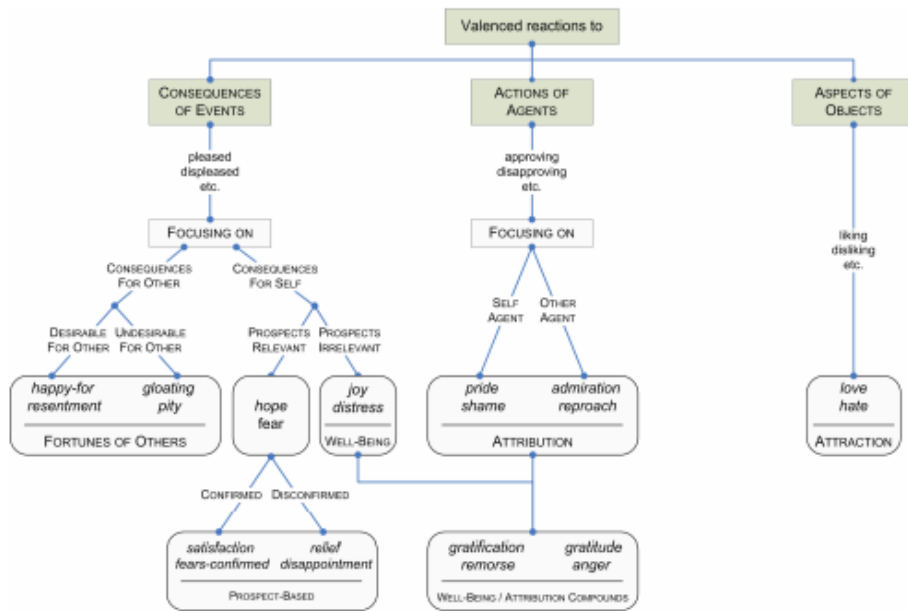 Valenced reactions to
CONSEQUENCES
OF EVENTS
ACTIONS OF
AGENTS
ASPECTS OF
OBJECTS
pleased
displeased
etc.
approving
disapproving
etc.
liking
disliking
etc.
FOCUSING ON
FOCUSING ON
CONSEQUENCES
FOR OTHER
CONSEQUENCES
FOR SELF
SELF
AGENT
OTHER
AGENT
DESIRABLE
FOR OTHER
UNDESIRABLE
FOR OTHER
PROSPECTS
RELEVANT
PROSPECTS
IRRELEVANT
happy-for
resentment
gloating
pity
FORTUNES OF OTHERS
hope
fear
joy
distress
WELL-BEING
pride
shame
admiration
reproach
ATTRIBUTION
love
hate
ATTRACTION
CONFIRMED
DISCONFIRMED
satisfaction
fears-confirmed
relief
disappointment
PROSPECT-BASED
gratification
remorse
gratitude
anger
WELL-BEING / ATTRIBUTION COMPOUNDS